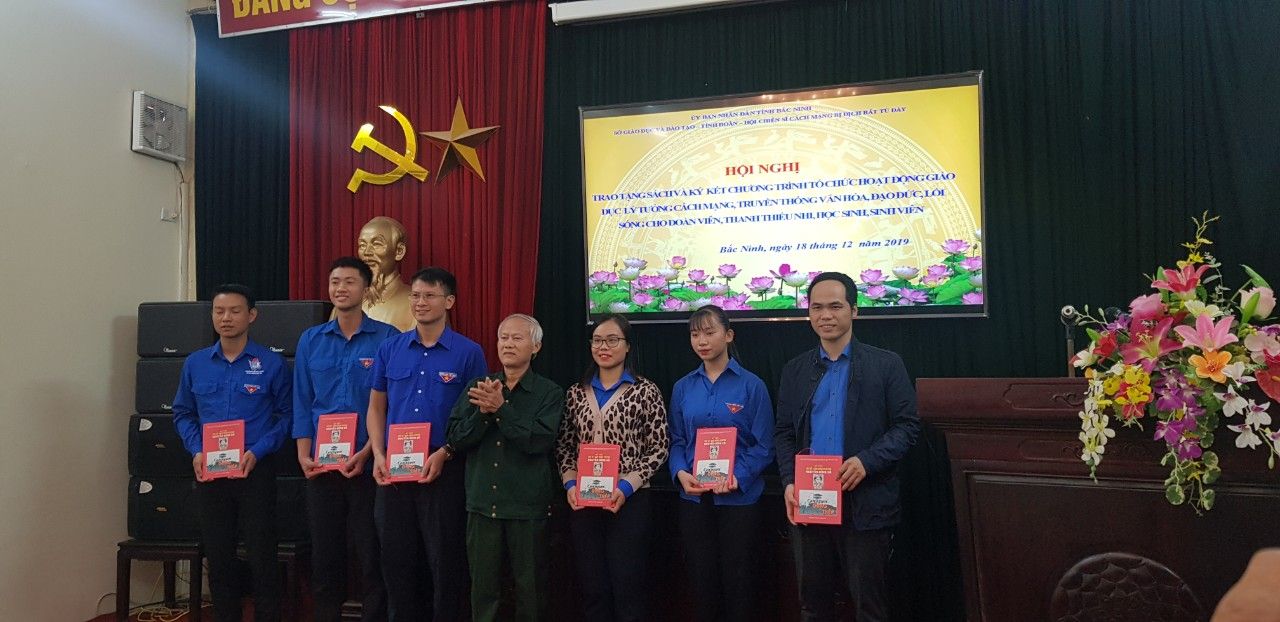 ĐẢNG CỘ
ỦY BAN NHÂN DÂN TỈNH BẮC NINH
SỞ GIÁO DỤC VÀ ĐÀO TẠO - TỈNH ĐOÀN - HỘI CHIẾN SĨ CÁCH MẠNG BỊ ĐỊCH BẮT TÙ ĐÀY
HỘI NGHỊ
TRAO TẶNG SÁCH VÀ KÝ KẾT CHƯƠNG TRÌNH TỔ CHỨC HOẠT ĐỘNG GIÁO
DỤC LÝ TƯỞNG CÁCH MẠNG, TRUYỀN THỐNG VĂN HÓA, ĐẠO ĐỨC, LỐI
SỐNG CHO ĐOÀN VIÊN, THANH THIẾU NHI, HỌC SINH, SINH VIÊN
Bắc Ninh, ngày 18 tháng 12 năm 2019